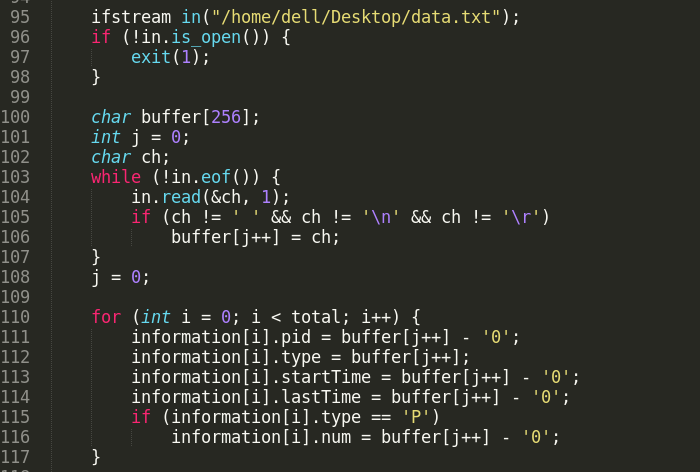 95 ifstream in("/home/dell/Desktop/data.txt");
96 if (!in.is_open()) {
97 exit(1);
98 }
99
100 char buffer[256];
101 int j = 0;
102 char ch;
103 while (!in.eof()) {
104 in.read(&ch, 1);
105 if (ch != ' ' && ch != '\n' && ch != '\r')
106 buffer[j++] = ch;
107 }
108 j = 0;
109
110 for (int i = 0; i < total; i++) {
111 information[i].pid = buffer[j++] - '0';
112 information[i].type = buffer[j++];
113 information[i].startTime = buffer[j++] - '0';
114 information[i].lastTime = buffer[j++] - '0';
115 if (information[i].type == 'P')
116 information[i].num = buffer[j++] - '0';
117 }